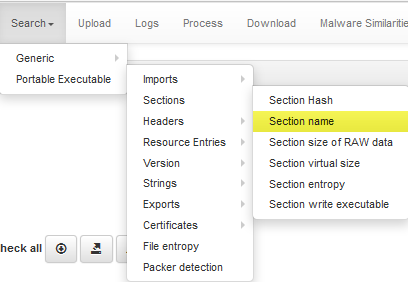 Search Upload Logs Process Download Malware Similaritie
Generic
Portable Executable
Imports
Sections
Headers
Resource Entries
Version
Strings
Exports
Certificates
File entropy
Packer detection
Section Hash
Section name
Section size of RAW data
Section virtual size
Section entropy
Section write executable
heck all